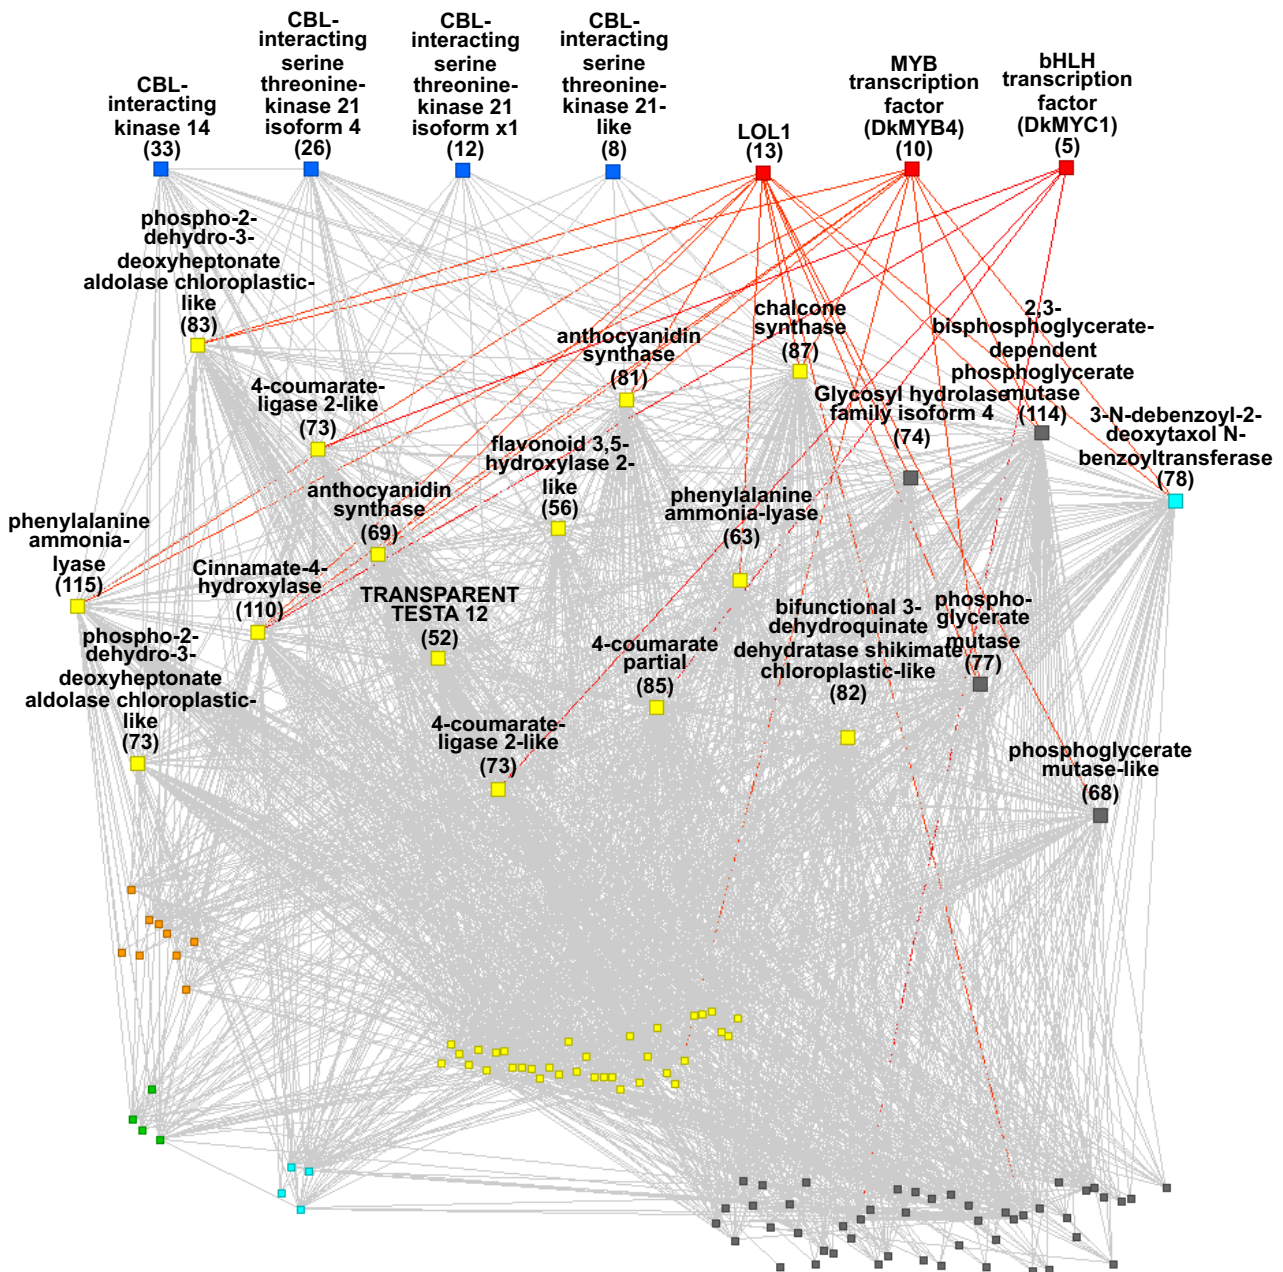 CBL-
interacting
kinase 14
(33)
CBL-
interacting
serine
threonine-
kinase 21
isoform 4
(26)
CBL-
interacting
serine
threonine-
kinase 21
isoform x1
(12)
CBL-
interacting
serine
threonine-
kinase 21-
like
(8)
LOL1
(13)
MYB
transcription
factor
(DkMYB4)
(10)
bHLH
transcription
factor
(DkMYC1)
(5)
phospho-2-
dehydro-3-
deoxyheptonate
aldolase chloroplastic-
like
(83)
4-coumarate-
ligase 2-like
(73)
anthocyanidin
synthase
(81)
chalcone
synthase
(87)
2,3-
bisphosphoglycerate-
dependent
phosphoglycerate
mutase
(114)
Glycosyl hydrolase
family isoform 4
(74)
3-N-debenzoyl-2-
deoxytaxol N-
benzoyltransferase
(78)
flavonoid 3,5-
hydroxylase 2-
like
(56)
anthocyanidin
synthase
(69)
phenylalanine
ammonia-lyase
(63)
phenylalanine
ammonia-
lyase
(115)
Cinnamate-4-
hydroxylase
(110)
TRANSPARENT
TESTA 12
(52)
bifunctional 3-
dehydroquinate
dehydratase shikimate
chloroplastic-like
(82)
phospho-
glycerate
mutase
(77)
phospho-2-
dehydro-3-
deoxyheptonate
aldolase chloroplastic-
like
(73)
4-coumarate
partial
(85)
4-coumarate-
ligase 2-like
(73)
phosphoglycerate
mutase-like
(68)